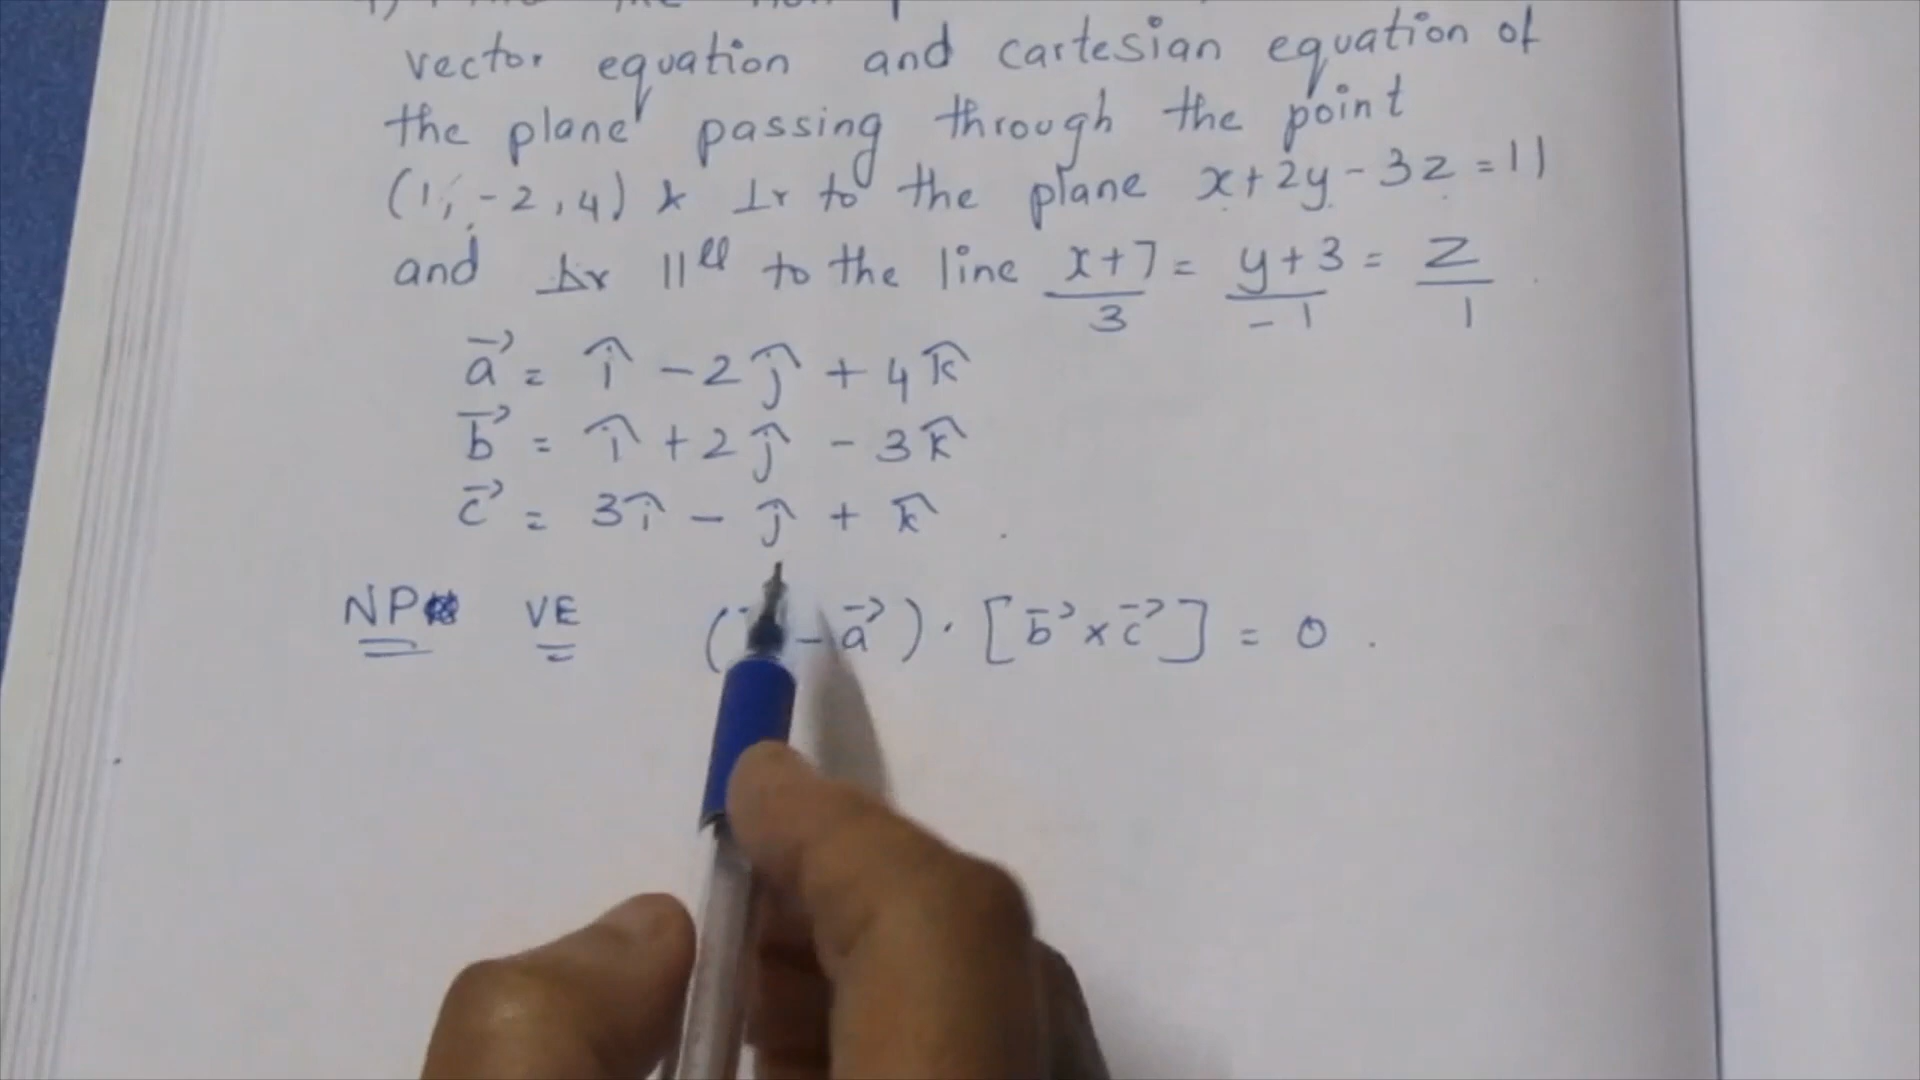 vector equation and cartesian equation of
the plane passing through the point
(1, -2, 4) & ⊥r to the plane x+2y-3z=11
and ∥ll to the line x+7/3 = y+3/-1 = z/1
a⃗ = î - 2ĵ + 4k̂
b⃗ = î + 2ĵ - 3k̂
c⃗ = 3î - ĵ + k̂
NP VE ( - a⃗) · [b⃗ × c⃗] = 0.